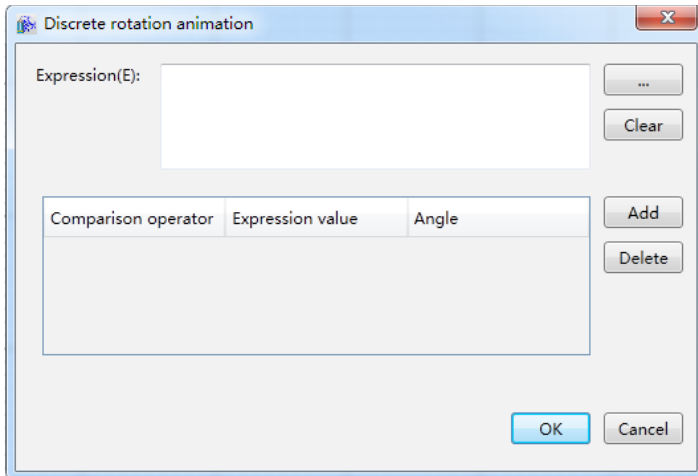 Discrete rotation animation
Expression(E):
...
Clear
Comparison operator Expression value Angle
Add
Delete
OK Cancel